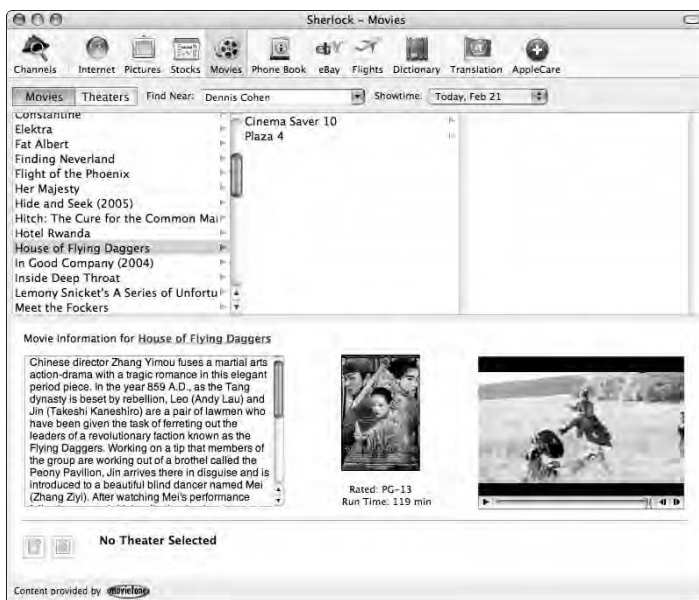 Sherlock – Movies
Channels Internet Pictures Stocks Movies Phone Book eBay Flights Dictionary Translation AppleCare
Movies Theaters Find Near: Dennis Cohen Showtime: Today, Feb 21
Constantine
Elektra
Fat Albert
Finding Neverland
Flight of the Phoenix
Her Majesty
Hide and Seek (2005)
Hitch: The Cure for the Common Ma
Hotel Rwanda
House of Flying Daggers
In Good Company (2004)
Inside Deep Throat
Lemony Snicket's A Series of Unfortu
Meet the Fockers
Cinema Saver 10
Plaza 4
Movie Information for House of Flying Daggers
Chinese director Zhang Yimou fuses a martial arts
action-drama with a tragic romance in this elegant
period piece. In the year 859 A.D., as the Tang
dynasty is beset by rebellion, Leo (Andy Lau) and
Jin (Takeshi Kaneshiro) are a pair of lawmen who
have been given the task of ferreting out the
leaders of a revolutionary faction known as the
Flying Daggers. Working on a tip that members of
the group are working out of a brothel called the
Peony Pavilion, Jin arrives there in disguise and is
introduced to a beautiful blind dancer named Mei
(Zhang Ziyi). After watching Mei's performance
Rated: PG-13
Run Time: 119 min
No Theater Selected
Content provided by moviefone